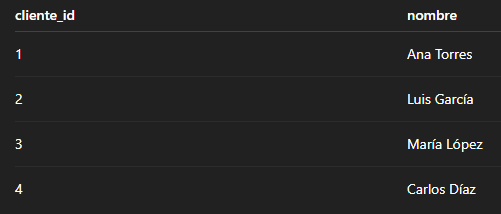 cliente_id nombre
1 Ana Torres
2 Luis García
3 María López
4 Carlos Díaz